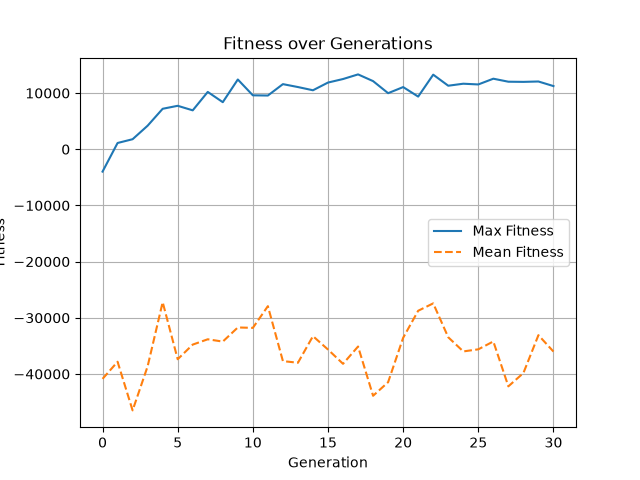 Fitness over Generations
10000
0
−10000
−20000
−30000
−40000
Fitness
Max Fitness
Mean Fitness
0 5 10 15 20 25 30
Generation